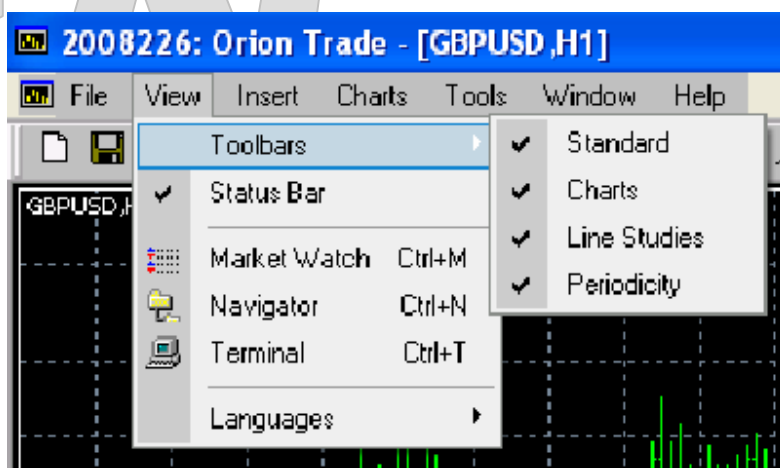 2008226: Orion Trade - [GBPUSD,H1]
File View Insert Charts Tools Window Help
Toolbars
Status Bar
Market Watch Ctrl+M
Navigator Ctrl+N
Terminal Ctrl+T
Languages
Standard
Charts
Line Studies
Periodicity
GBPUSD,H